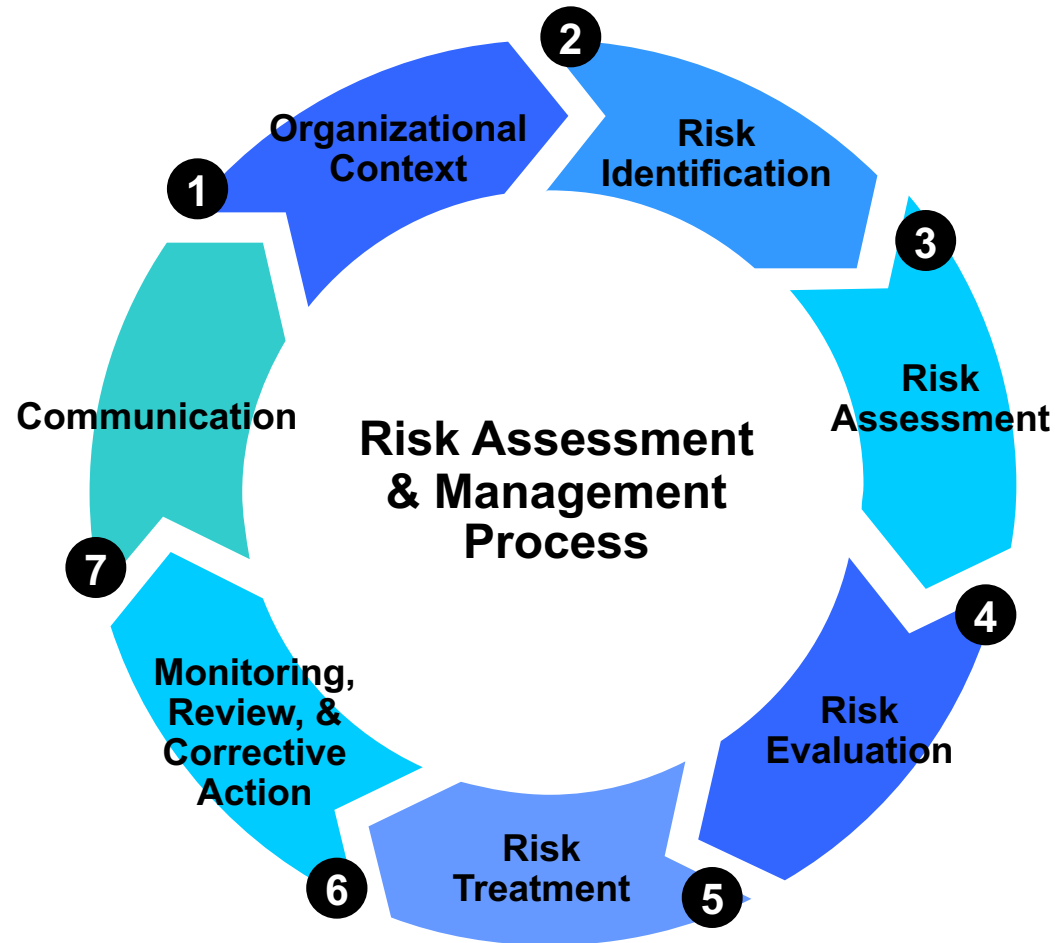 Risk Assessment
& Management
Process
1
Organizational
Context
2
Risk
Identification
3
Risk
Assessment
4
Risk
Evaluation
5
Risk
Treatment
6
Monitoring,
Review, &
Corrective
Action
7
Communication